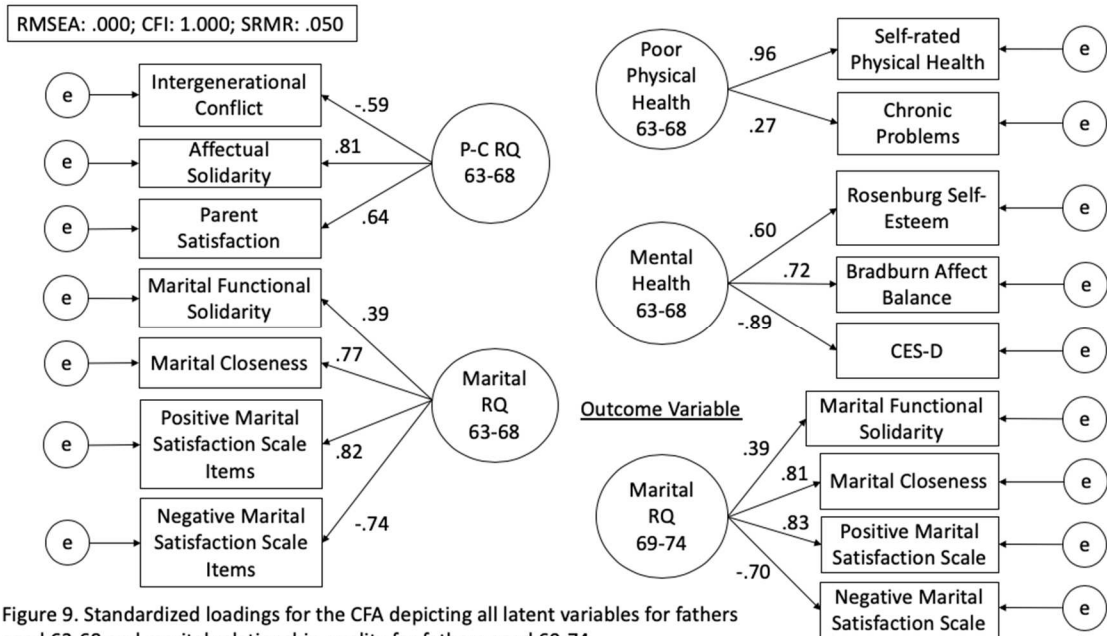 RMSEA: .000; CFI: 1.000; SRMR: .050
e
Intergenerational
Conflict
-.59
e
Affectual
Solidarity
.81
P-C RQ
63-68
e
Parent
Satisfaction
.64
e
Marital Functional
Solidarity
.39
e
Marital Closeness
.77
Marital
RQ
63-68
e
Positive Marital
Satisfaction Scale
Items
.82
e
Negative Marital
Satisfaction Scale
Items
-.74
Poor
Physical
Health
63-68
.96
Self-rated
Physical Health
e
.27
Chronic
Problems
e
Mental
Health
63-68
.60
Rosenburg Self-
Esteem
e
.72
Bradburn Affect
Balance
e
-.89
CES-D
e
Outcome Variable
Marital
RQ
69-74
.39
Marital Functional
Solidarity
e
.81
Marital Closeness
e
.83
Positive Marital
Satisfaction Scale
e
-.70
Negative Marital
Satisfaction Scale
e
Figure 9. Standardized loadings for the CFA depicting all latent variables for fathers